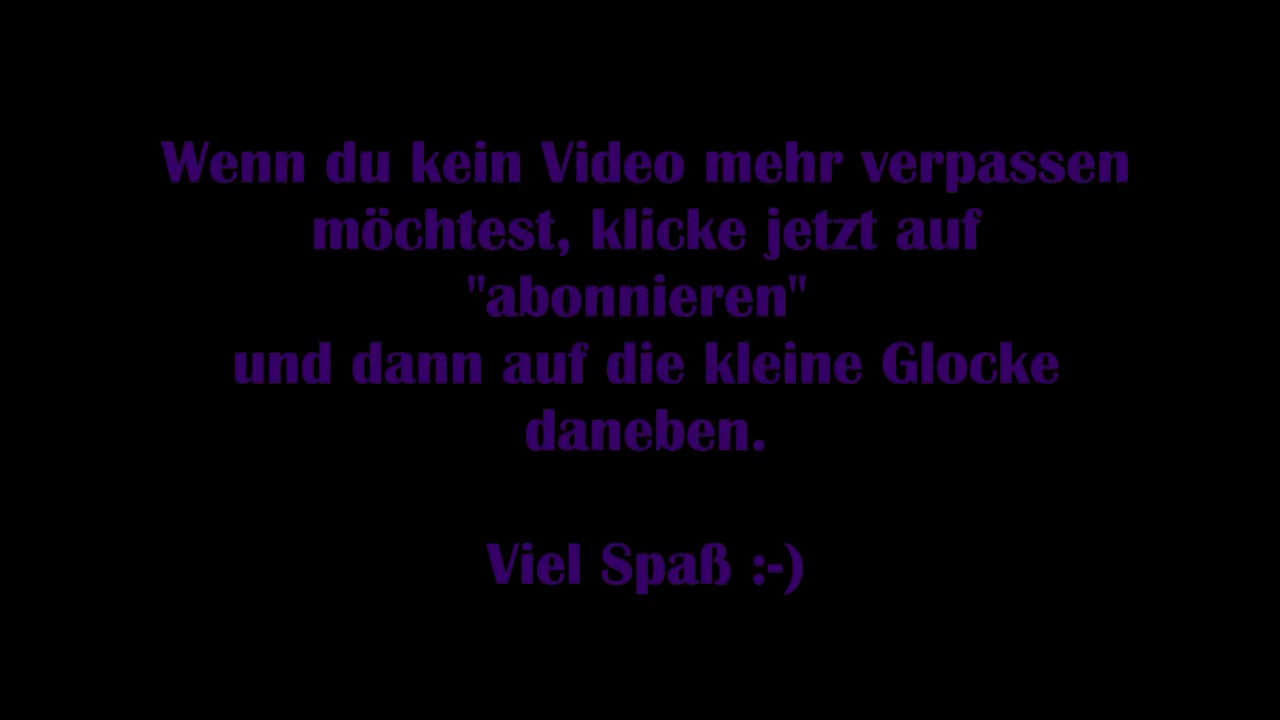 Wenn du kein Video mehr verpassen
möchtest, klicke jetzt auf
"abonnieren"
und dann auf die kleine Glocke
daneben.
Viel Spaß :-)